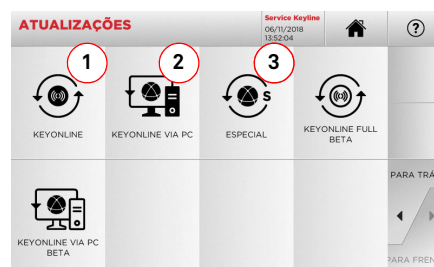 ATUALIZAÇÕES
Service Keyline
06/11/2018
13:52:04
?
1
2
3
S
KEYONLINE
KEYONLINE VIA PC
ESPECIAL
KEYONLINE FULL
BETA
PARA TRÁ
KEYONLINE VIA PC
BETA
PARA FREN